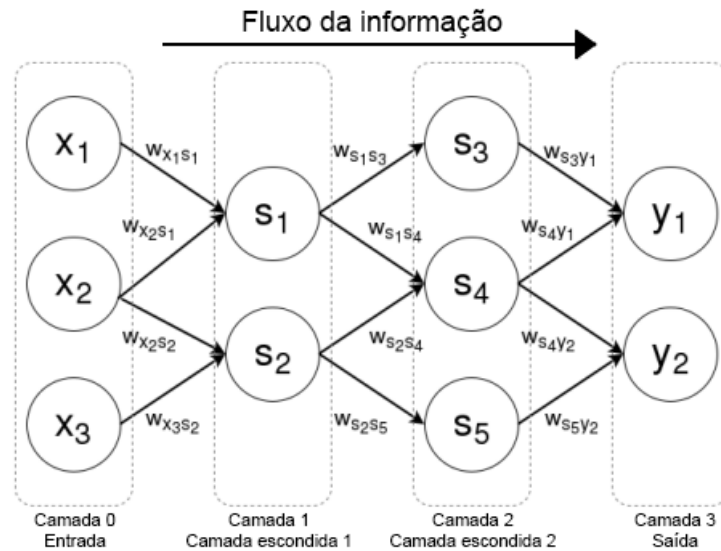 Fluxo da informação
x1
x2
x3
wx1s1
wx2s1
wx2s2
wx3s2
s1
s2
ws1s3
ws1s4
ws2s4
ws2s5
s3
s4
s5
ws3y1
ws4y1
ws4y2
ws5y2
y1
y2
Camada 0
Entrada
Camada 1
Camada escondida 1
Camada 2
Camada escondida 2
Camada 3
Saída